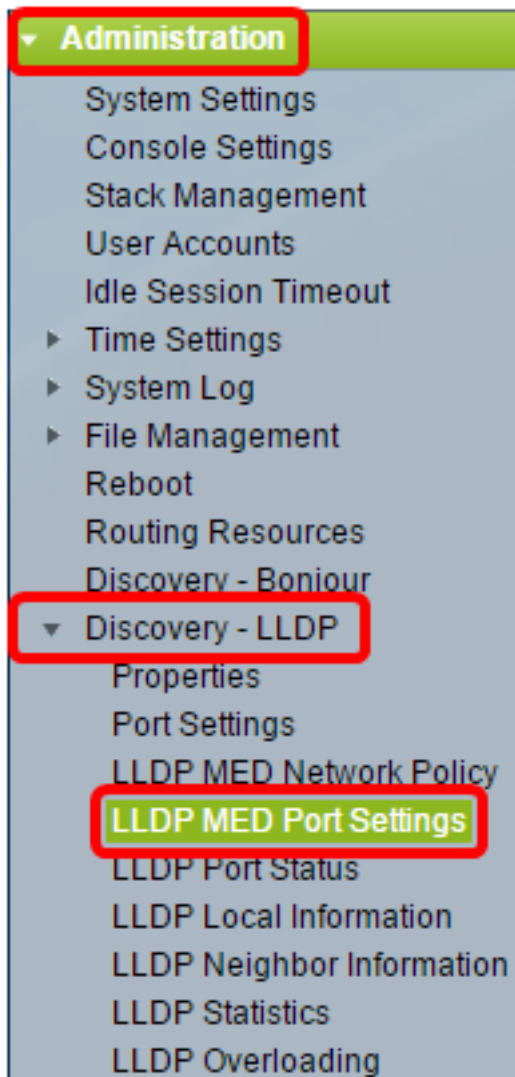 Administration
System Settings
Console Settings
Stack Management
User Accounts
Idle Session Timeout
Time Settings
System Log
File Management
Reboot
Routing Resources
Discovery - Bonjour
Discovery - LLDP
Properties
Port Settings
LLDP MED Network Policy
LLDP MED Port Settings
LLDP Port Status
LLDP Local Information
LLDP Neighbor Information
LLDP Statistics
LLDP Overloading